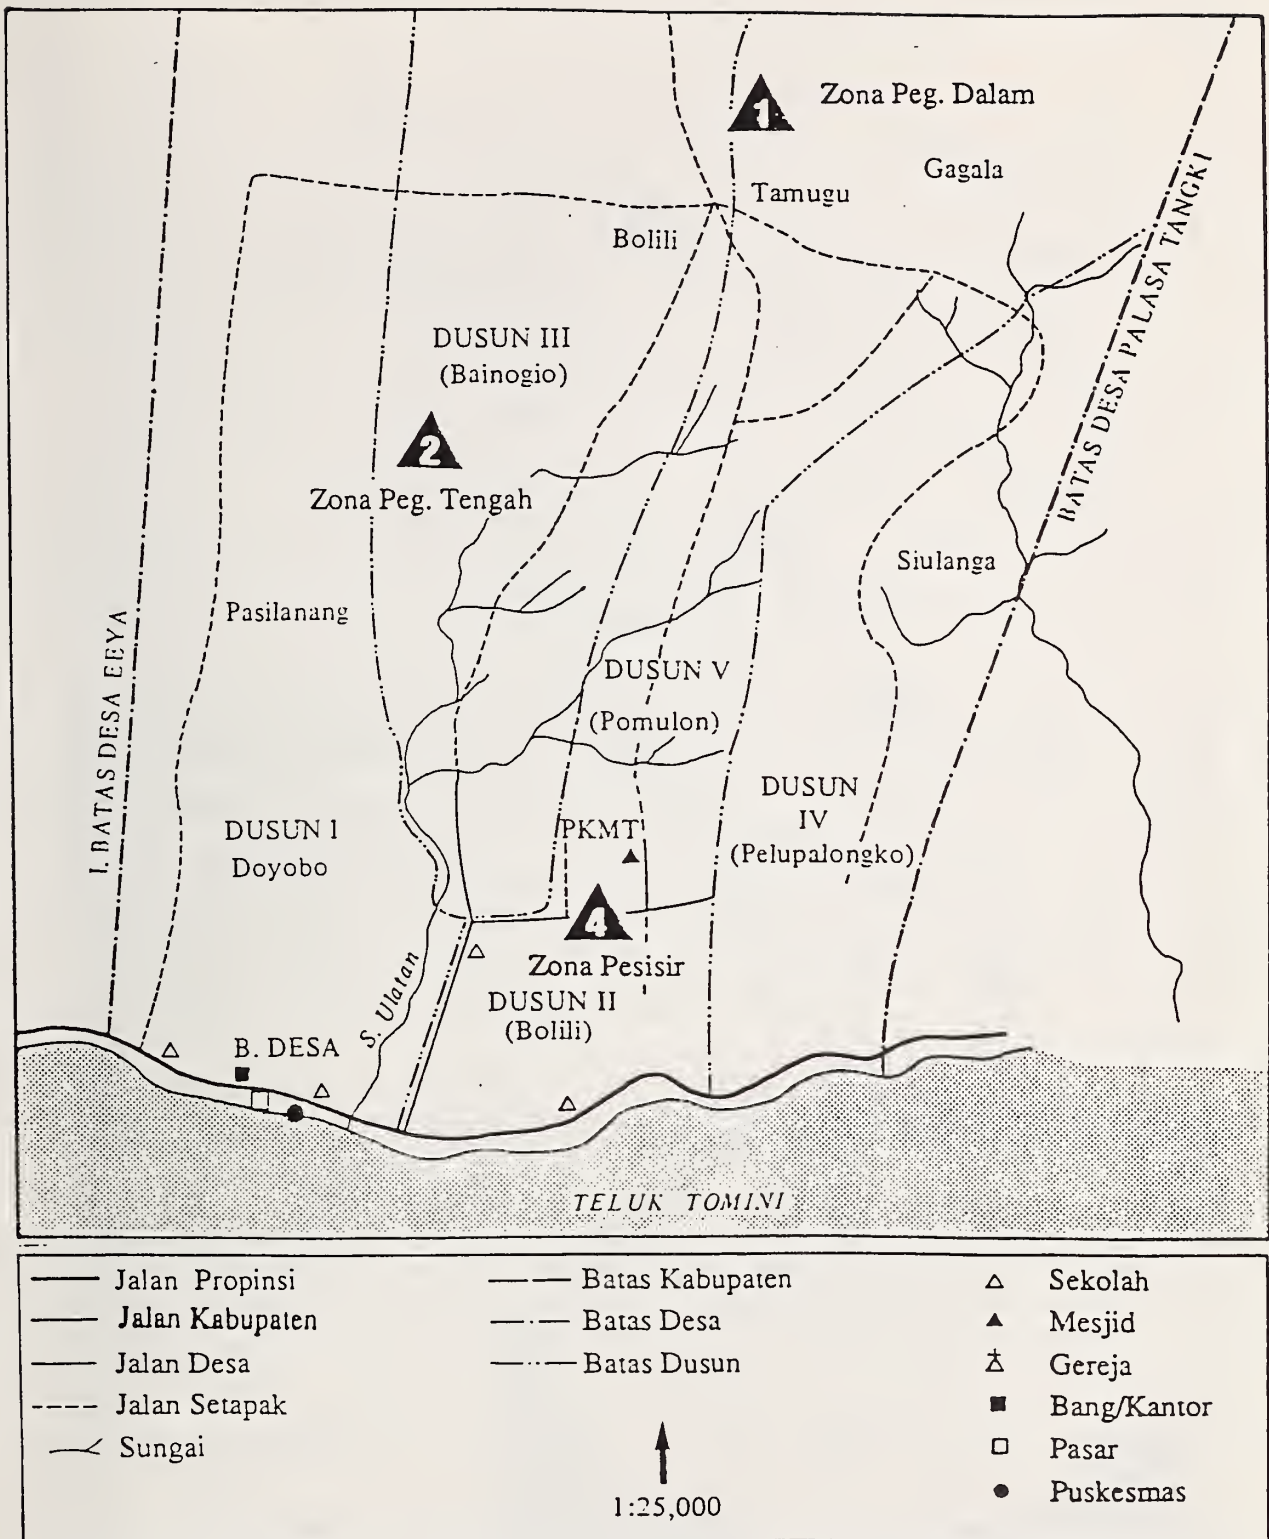 1
Zona Peg. Dalam
Gagala
Tamugu
Bolili
BATAS DESA PALASA TANGKI
DUSUN III
(Bainogio)
2
Zona Peg. Tengah
Siulanga
Pasilanang
I. BATAS DESA EEYA
DUSUN V
(Pomulon)
DUSUN
IV
(Pelupalongko)
DUSUN I
Doyobo
PKMT
4
Zona Pesisir
DUSUN II
(Bolili)
S. Ulatan
B. DESA
TELUK TOMINI
Jalan Propinsi
Jalan Kabupaten
Jalan Desa
Jalan Setapak
Sungai
Batas Kabupaten
Batas Desa
Batas Dusun
1:25,000
Sekolah
Mesjid
Gereja
Bang/Kantor
Pasar
Puskesmas